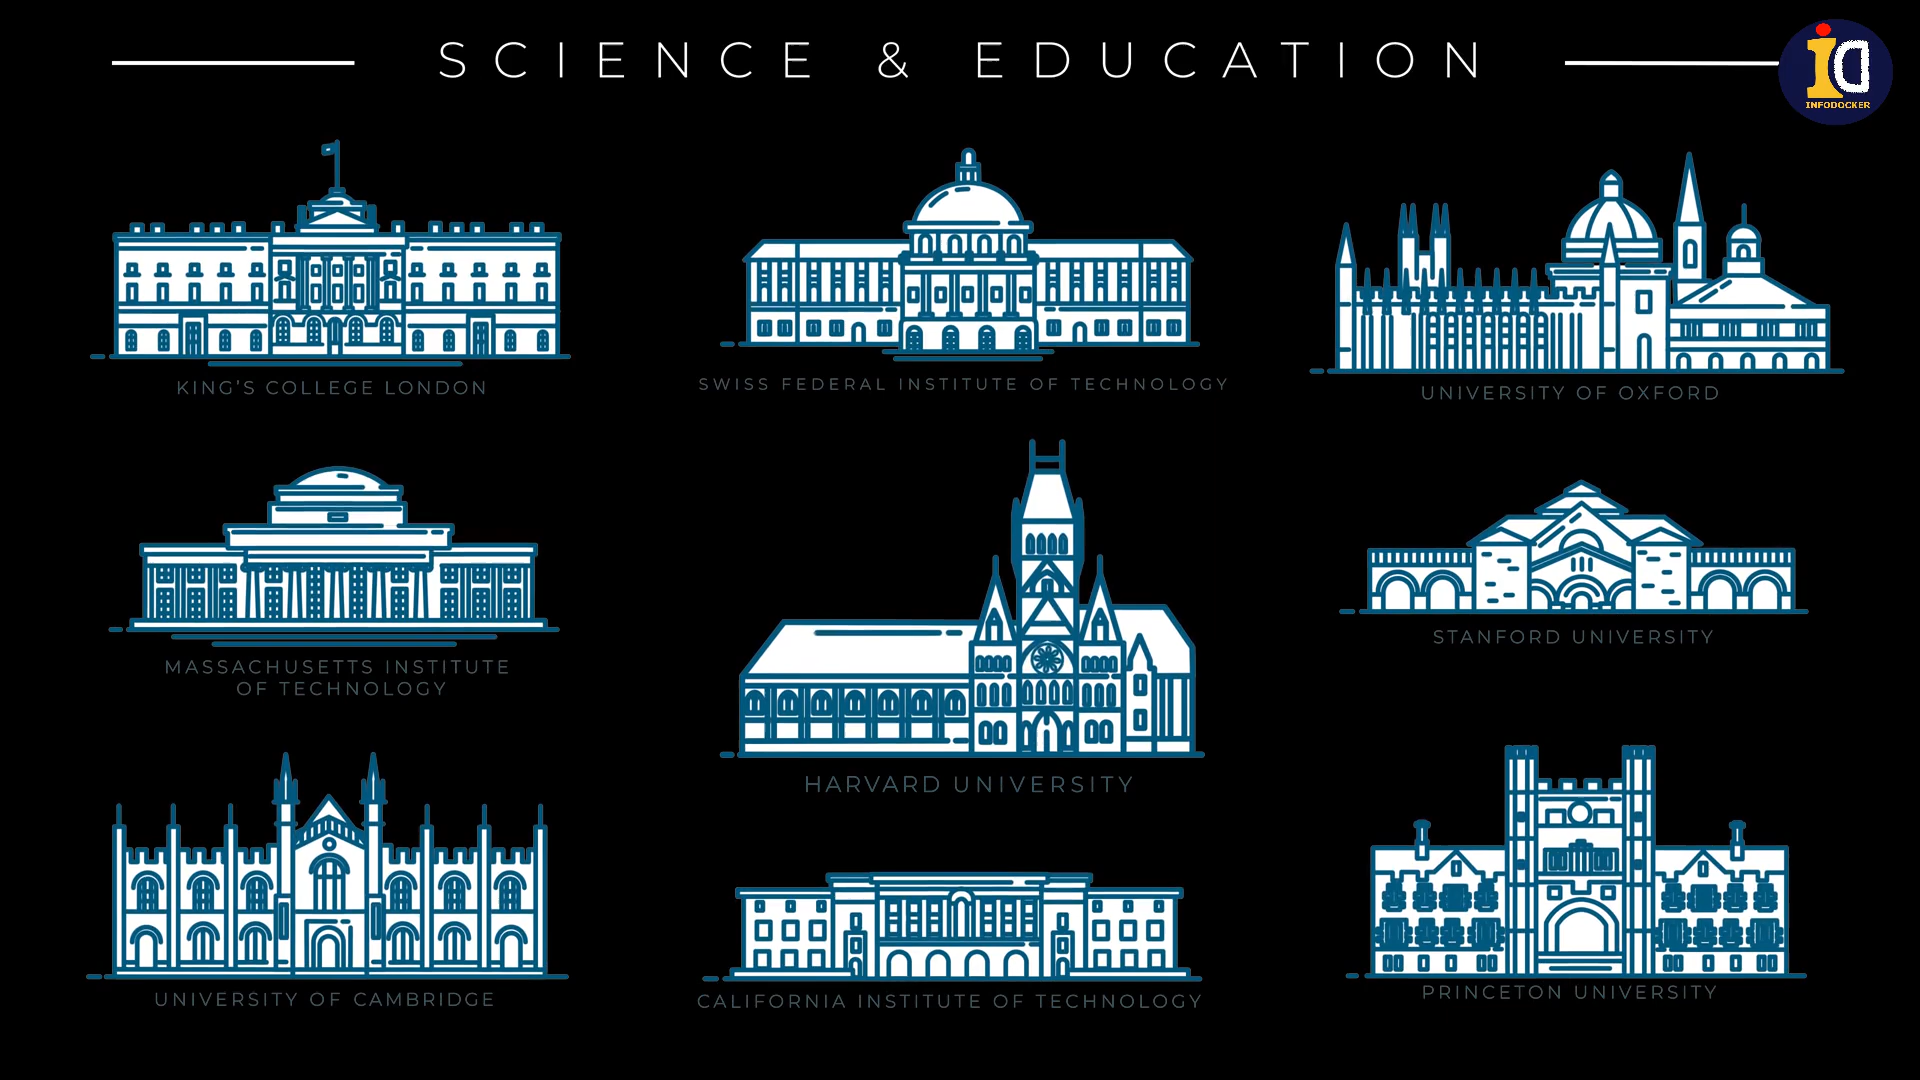 SCIENCE & EDUCATION
iD
INFODOCKER
KING'S COLLEGE LONDON
SWISS FEDERAL INSTITUTE OF TECHNOLOGY
UNIVERSITY OF OXFORD
MASSACHUSETTS INSTITUTE
OF TECHNOLOGY
HARVARD UNIVERSITY
STANFORD UNIVERSITY
UNIVERSITY OF CAMBRIDGE
CALIFORNIA INSTITUTE OF TECHNOLOGY
PRINCETON UNIVERSITY